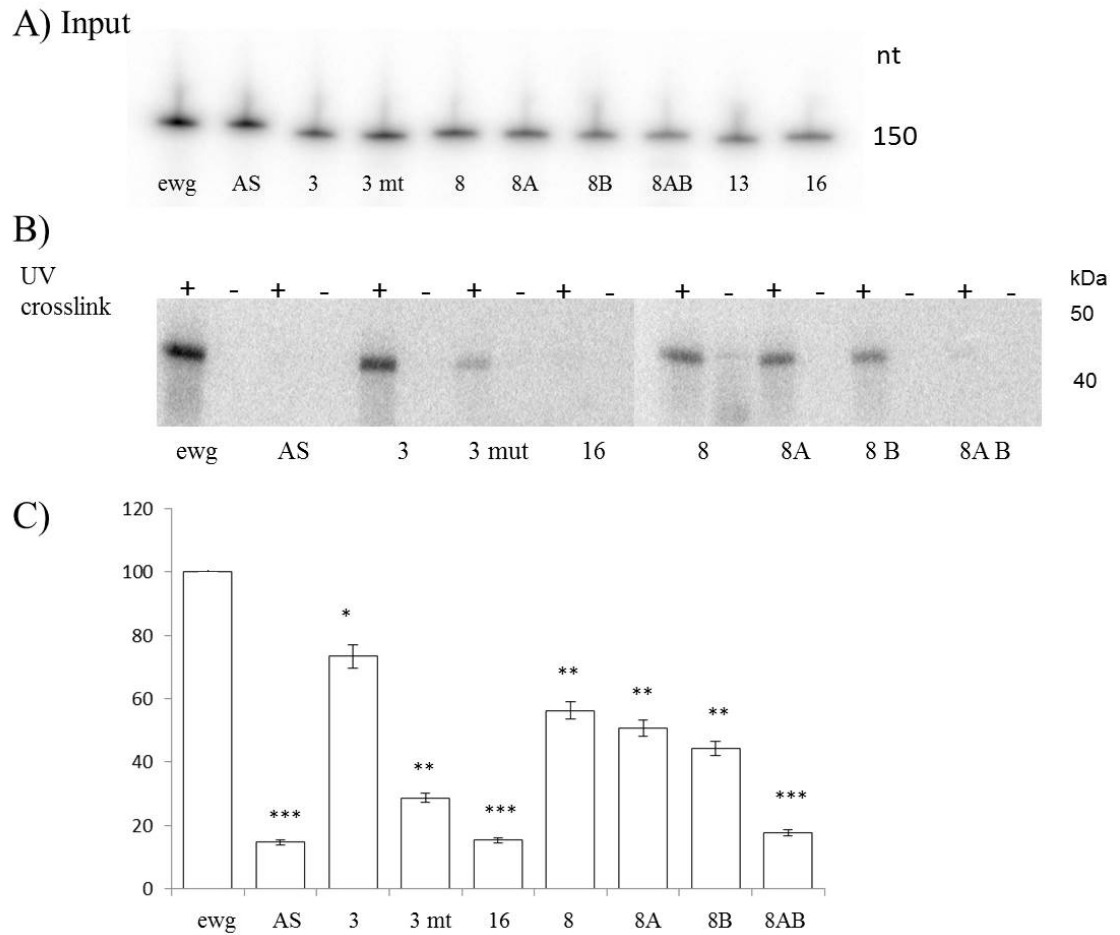 A) Input
nt
150
ewg AS 3 3 mt 8 8A 8B 8AB 13 16
B)
UV
crosslink
+ - + - + - + - + - + - + - + - + -
kDa
50
40
ewg AS 3 3 mut 16 8 8A 8 B 8A B
C)
120
100
80
60
40
20
0
*** * ** *** ** ** ** ***
ewg AS 3 3 mt 16 8 8A 8B 8AB